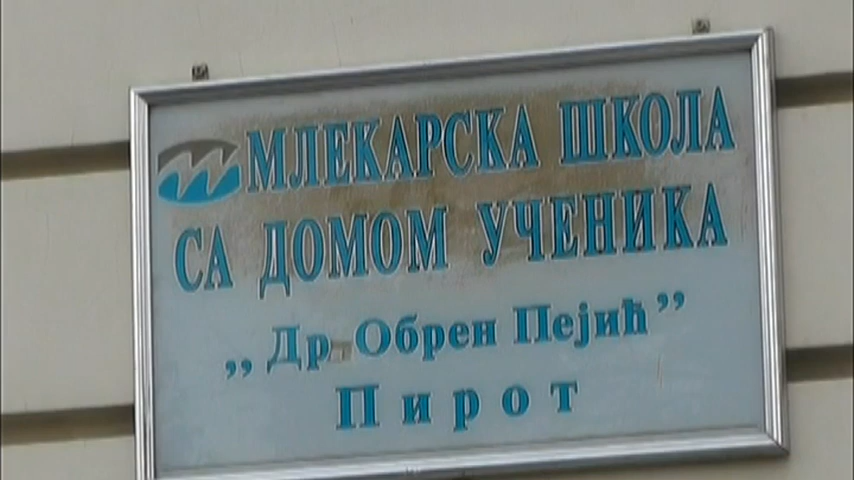 МЛЕКАРСКА ШКОЛА
СА ДОМОМ УЧЕНИКА
„Др Обрен Пејић”
Пирот